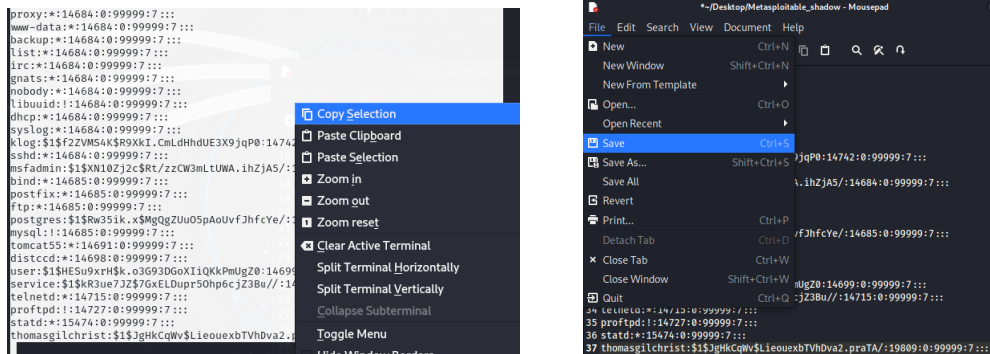 proxy:*:14684:0:99999:7:::
www-data:*:14684:0:99999:7:::
backup:*:14684:0:99999:7:::
list:*:14684:0:99999:7:::
irc:*:14684:0:99999:7:::
gnats:*:14684:0:99999:7:::
nobody:*:14684:0:99999:7:::
libuuid:!:14684:0:99999:7:::
dhcp:*:14684:0:99999:7:::
syslog:*:14684:0:99999:7:::
klog:$1$f2ZVMS4K$R9XkI.CmLdHhdUE3X9jqP0:14742
sshd:*:14684:0:99999:7:::
msfadmin:$1$XN10Zj2c$Rt/zzCW3mLtUWA.ihZjA5/:1
bind:*:14685:0:99999:7:::
postfix:*:14685:0:99999:7:::
ftp:*:14685:0:99999:7:::
postgres:$1$Rw35ik.x$MgQgZUuO5pAoUvfJhfcYe/:1
mysql:!:14685:0:99999:7:::
tomcat55:*:14691:0:99999:7:::
distccd:*:14698:0:99999:7:::
user:$1$HESu9xrH$k.o3G93DGoXIiQKkPmUgZ0:14699
service:$1$kR3ue7JZ$7GxELDupr5Ohp6cjZ3Bu//:14
telnetd:*:14715:0:99999:7:::
proftpd:!:14727:0:99999:7:::
statd:*:15474:0:99999:7:::
thomasgilchrist:$1$JgHkCqWv$LieouexbTVhDva2.p
Copy Selection
Paste Clipboard
Paste Selection
Zoom in
Zoom out
Zoom reset
Clear Active Terminal
Split Terminal Horizontally
Split Terminal Vertically
Collapse Subterminal
Toggle Menu
Hide Window Borders
*~/Desktop/Metasploitable_shadow - Mousepad
File Edit Search View Document Help
New Ctrl+N
New Window Shift+Ctrl+N
New From Template
Open... Ctrl+O
Open Recent
Save Ctrl+S
Save As... Shift+Ctrl+S
Save All
Revert
Print... Ctrl+P
Detach Tab Ctrl+D
Close Tab Ctrl+W
Close Window Shift+Ctrl+W
Quit Ctrl+Q
9jqP0:14742:0:99999:7:::
A.ihZjA5/:14684:0:99999:7:::
vfJhfcYe/:14685:0:99999:7:::
mUgZ0:14699:0:99999:7:::
cjZ3Bu//:14715:0:99999:7:::
34 telnetd:*:14715:0:99999:7:::
35 proftpd:!:14727:0:99999:7:::
36 statd:*:15474:0:99999:7:::
37 thomasgilchrist:$1$JgHkCqWv$LieouexbTVhDva2.praTA/:19809:0:99999:7:::